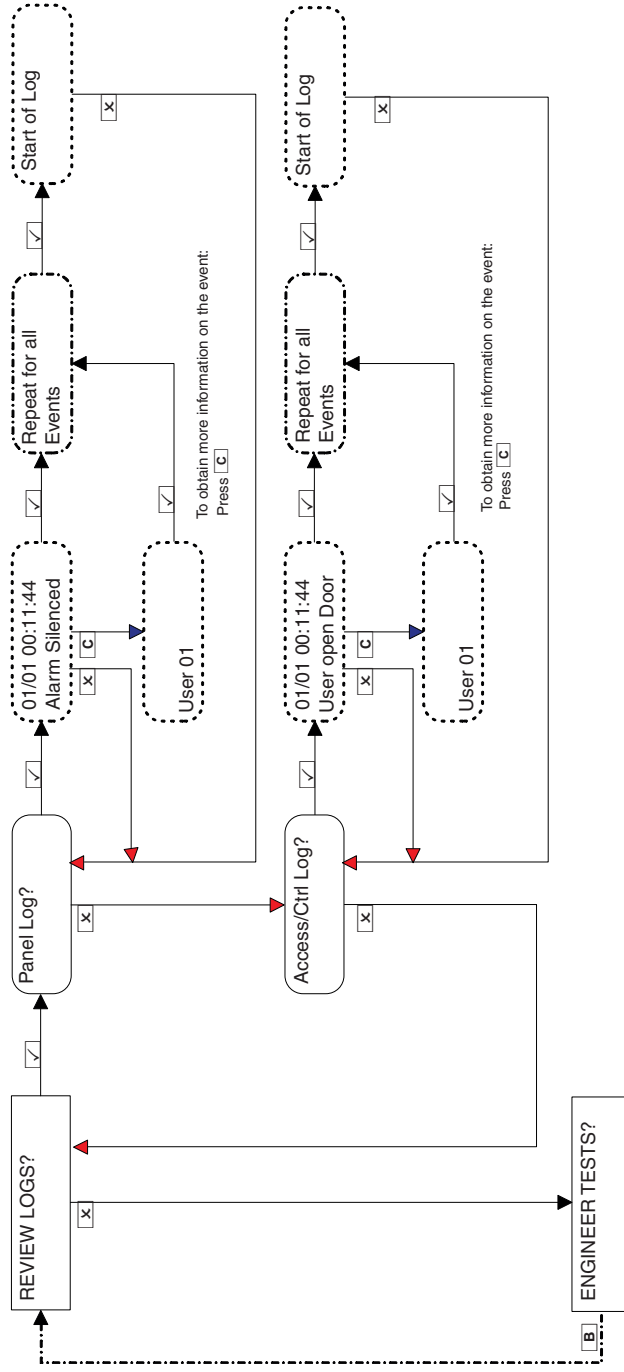 REVIEW LOGS?
✓
Panel Log?
✓
01/01 00:11:44
Alarm Silenced
✓
Repeat for all
Events
✓
Start of Log
x
x
x
C
x
User 01
✓
To obtain more information on the event:
Press C
Access/Ctrl Log?
✓
01/01 00:11:44
User open Door
✓
Repeat for all
Events
✓
Start of Log
x
x
C
x
User 01
✓
To obtain more information on the event:
Press C
B
ENGINEER TESTS?